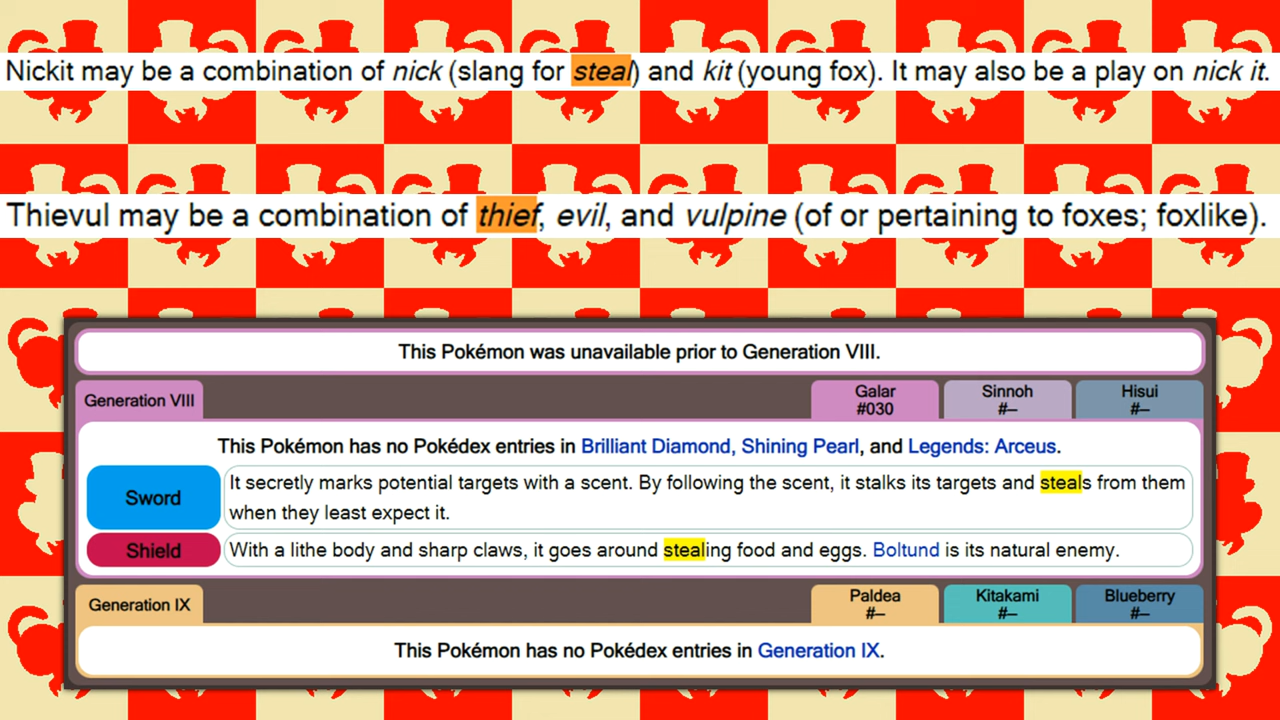 Nickit may be a combination of nick (slang for steal) and kit (young fox). It may also be a play on nick it.
Thievul may be a combination of thief, evil, and vulpine (of or pertaining to foxes; foxlike).
This Pokémon was unavailable prior to Generation VIII.
Generation VIII
Galar
#030
Sinnoh
#–
Hisui
#–
This Pokémon has no Pokédex entries in Brilliant Diamond, Shining Pearl, and Legends: Arceus.
Sword
It secretly marks potential targets with a scent. By following the scent, it stalks its targets and steals from them
when they least expect it.
Shield
With a lithe body and sharp claws, it goes around stealing food and eggs. Boltund is its natural enemy.
Generation IX
Paldea
#–
Kitakami
#–
Blueberry
#–
This Pokémon has no Pokédex entries in Generation IX.